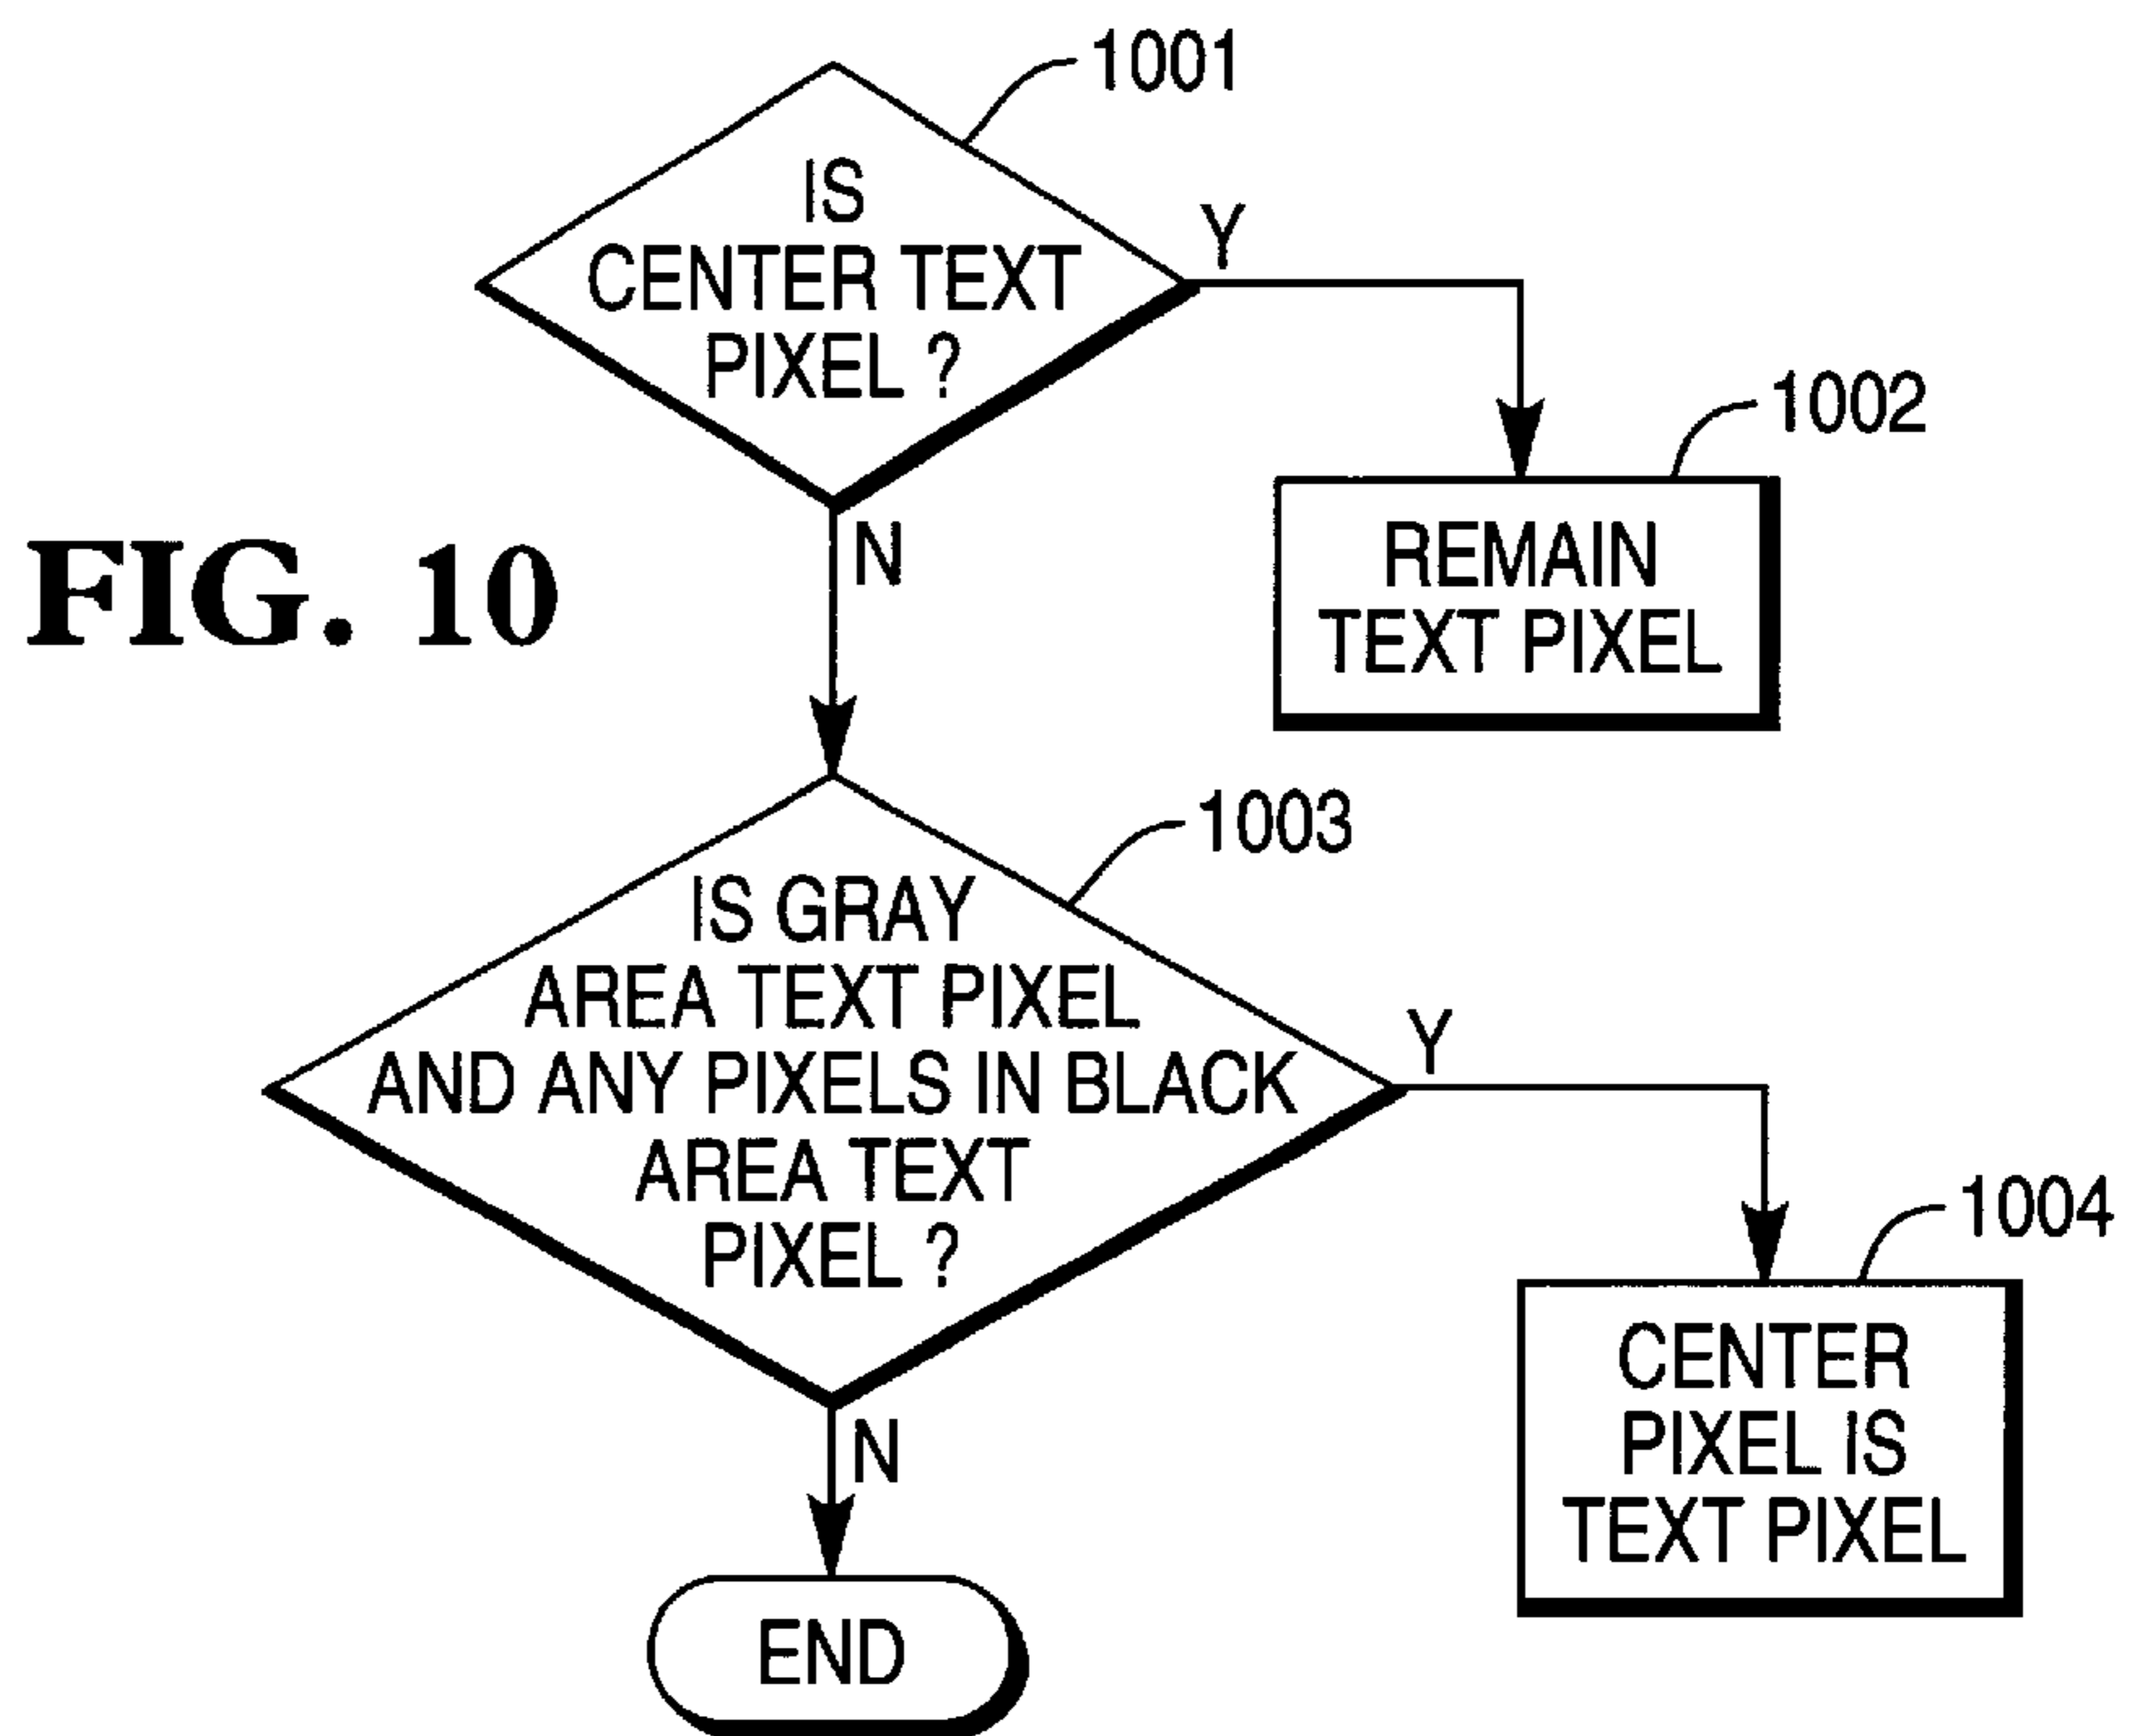 1001
IS
CENTER TEXT
PIXEL ?
Y
1002
REMAIN
TEXT PIXEL
N
FIG. 10
1003
IS GRAY
AREA TEXT PIXEL
AND ANY PIXELS IN BLACK
AREA TEXT
PIXEL ?
Y
1004
CENTER
PIXEL IS
TEXT PIXEL
N
END